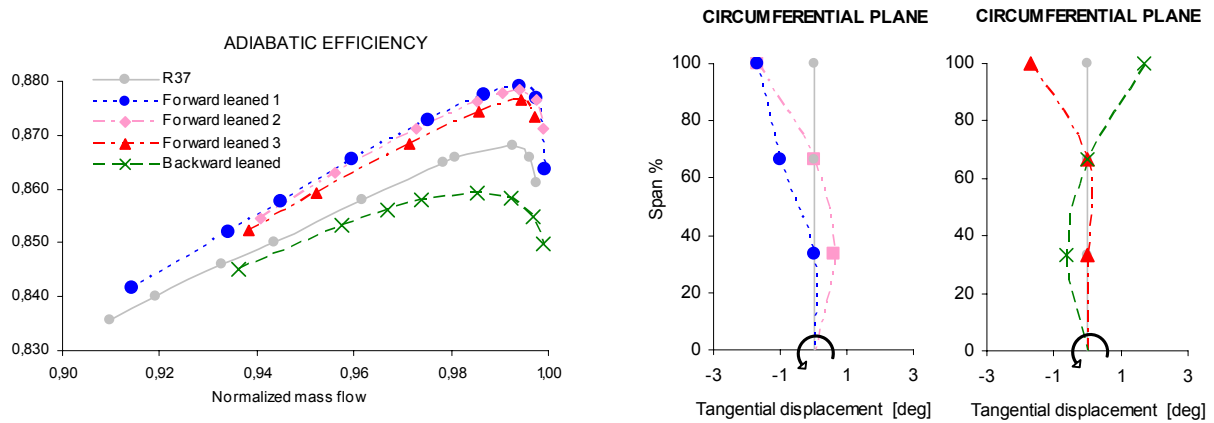 ADIABATIC EFFICIENCY
0,880
0,870
0,860
0,850
0,840
0,830
0,90
0,92
0,94
0,96
0,98
1,00
Normalized mass flow
R37
Forward leaned 1
Forward leaned 2
Forward leaned 3
Backward leaned
CIRCUMFERENTIAL PLANE
100
80
60
40
20
0
Span %
-3
-1
1
3
Tangential displacement [deg]
CIRCUMFERENTIAL PLANE
100
80
60
40
20
0
-3
-1
1
3
Tangential displacement [deg]